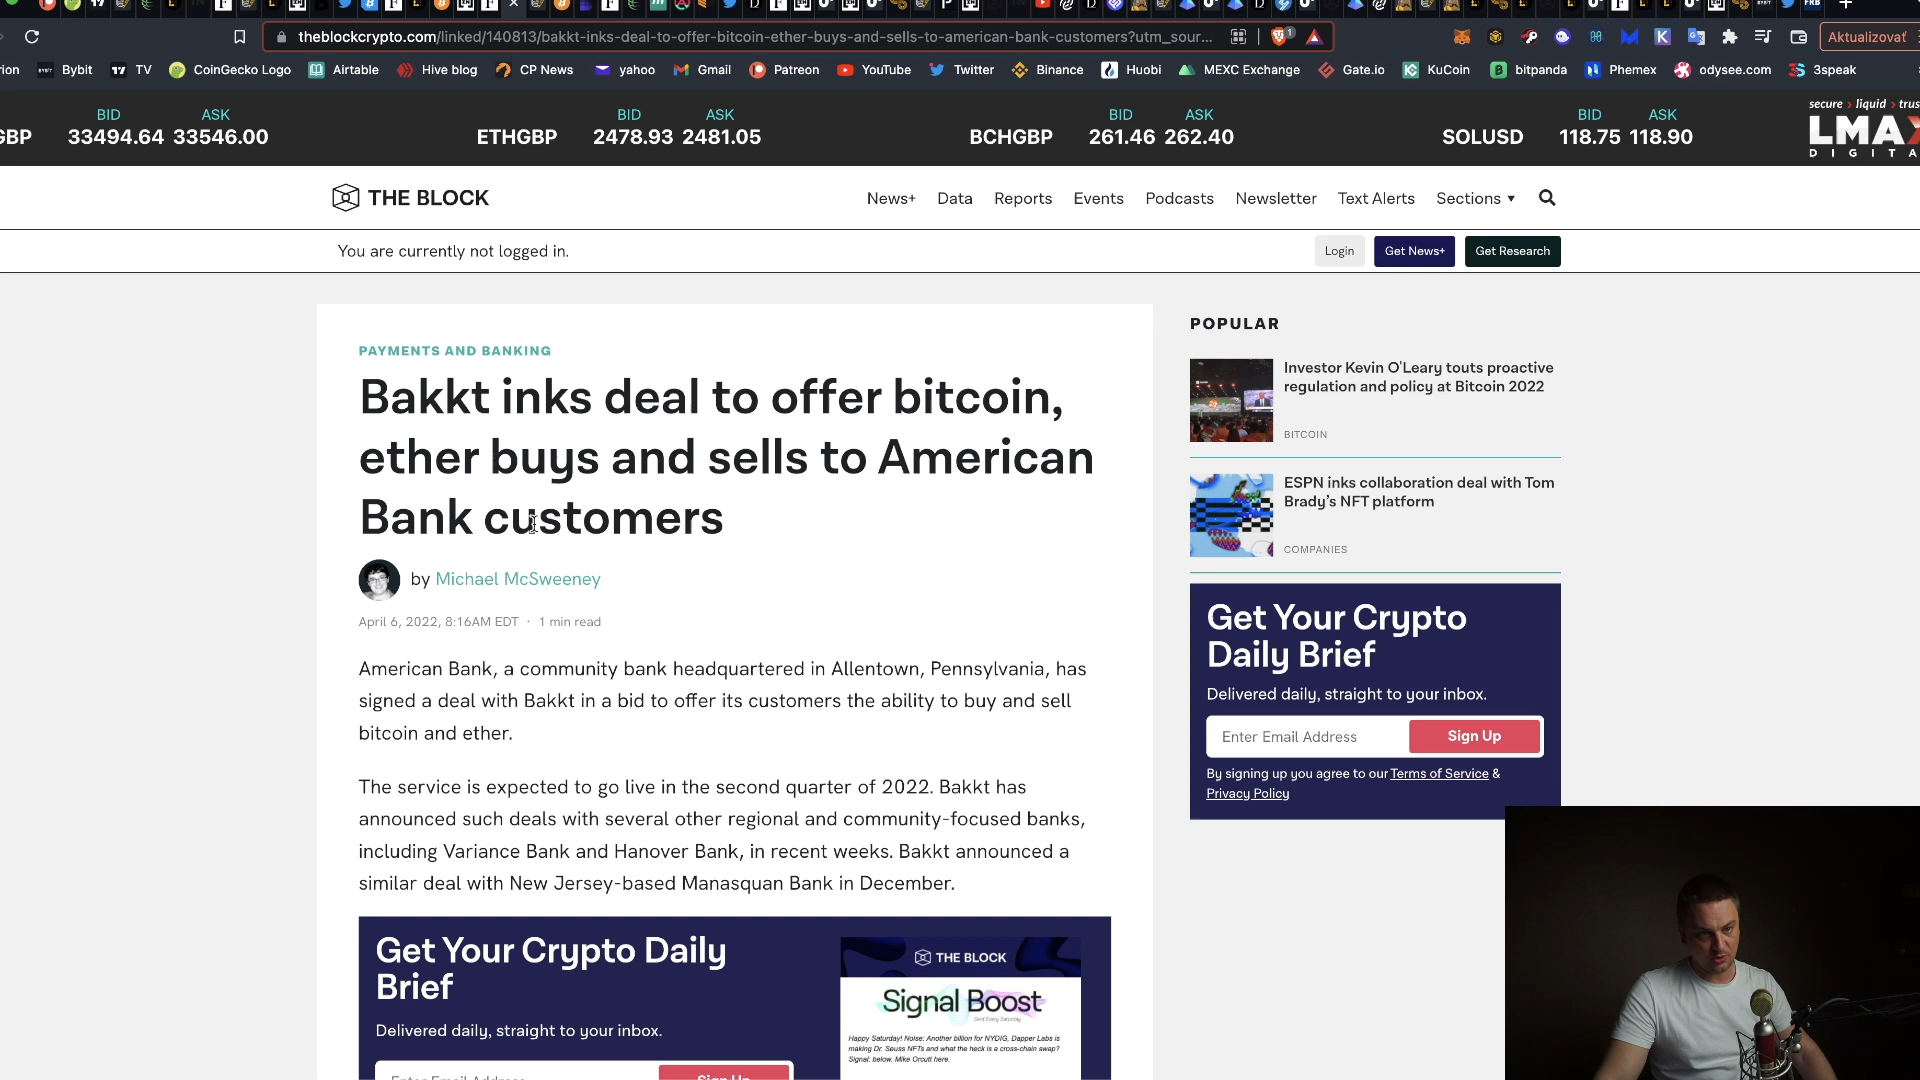 theblockcrypto.com/linked/140813/bakkt-inks-deal-to-offer-bitcoin-ether-buys-and-sells-to-american-bank-customers?utm_sour...
1
Aktualizovať
Bybit
TV
CoinGecko Logo
Airtable
Hive blog
CP News
yahoo
Gmail
Patreon
YouTube
Twitter
Binance
Huobi
MEXC Exchange
Gate.io
KuCoin
bitpanda
Phemex
odysee.com
3speak
BID ASK
GBP 33494.64 33546.00
BID ASK
ETHGBP 2478.93 2481.05
BID ASK
BCHGBP 261.46 262.40
BID ASK
SOLUSD 118.75 118.90
secure › liquid › trus
LMAX
DIGITA
THE BLOCK
News+ Data Reports Events Podcasts Newsletter Text Alerts Sections ▾
You are currently not logged in.
Login
Get News+
Get Research
PAYMENTS AND BANKING
Bakkt inks deal to offer bitcoin,
ether buys and sells to American
Bank customers
by Michael McSweeney
April 6, 2022, 8:16AM EDT · 1 min read
American Bank, a community bank headquartered in Allentown, Pennsylvania, has
signed a deal with Bakkt in a bid to offer its customers the ability to buy and sell
bitcoin and ether.
The service is expected to go live in the second quarter of 2022. Bakkt has
announced such deals with several other regional and community-focused banks,
including Variance Bank and Hanover Bank, in recent weeks. Bakkt announced a
similar deal with New Jersey-based Manasquan Bank in December.
Get Your Crypto Daily
Brief
Delivered daily, straight to your inbox.
Enter Email Address
Sign Up
THE BLOCK
Signal Boost
Sent Every Saturday
Happy Saturday! Noise: Another billion for NYDIG, Dapper Labs is
making Dr. Seuss NFTs and what the heck is a cross-chain swap?
Signal: below. Mike Orcutt here.
POPULAR
Investor Kevin O'Leary touts proactive
regulation and policy at Bitcoin 2022
BITCOIN
ESPN inks collaboration deal with Tom
Brady's NFT platform
COMPANIES
Get Your Crypto
Daily Brief
Delivered daily, straight to your inbox.
Enter Email Address
Sign Up
By signing up you agree to our Terms of Service &
Privacy Policy